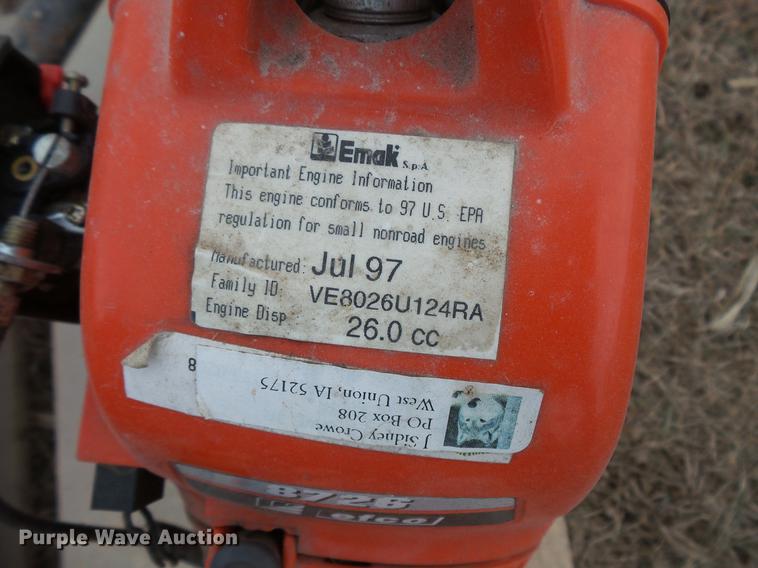 Emak S.p.A.
Important Engine Information
This engine conforms to 97 U.S. EPA
regulation for small nonroad engines
Manufactured: Jul 97
Family ID: VE8026U124RA
Engine Disp 26.0 cc
8
J Sidney Crowe
PO Box 208
West Union, IA 52175
8726
efco
Purple Wave Auction